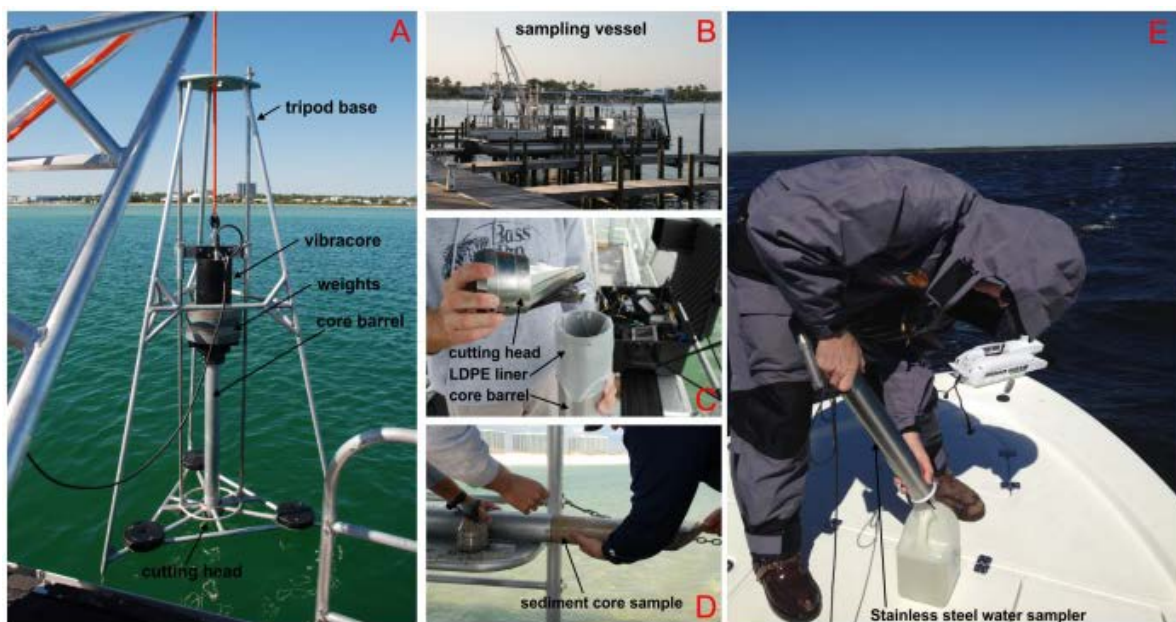 A
tripod base
vibracore
weights
core barrel
cutting head
B
sampling vessel
cutting head
LDPE liner
core barrel
C
sediment core sample
D
E
Stainless steel water sampler